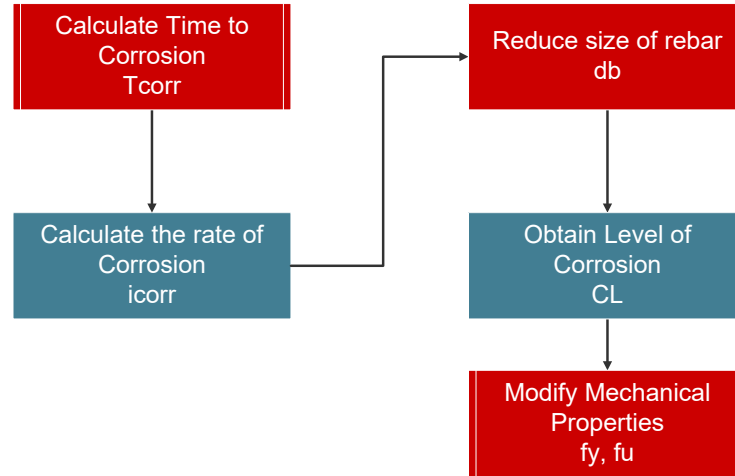 Calculate Time to
Corrosion
Tcorr
Calculate the rate of
Corrosion
icorr
Reduce size of rebar
db
Obtain Level of
Corrosion
CL
Modify Mechanical
Properties
fy, fu